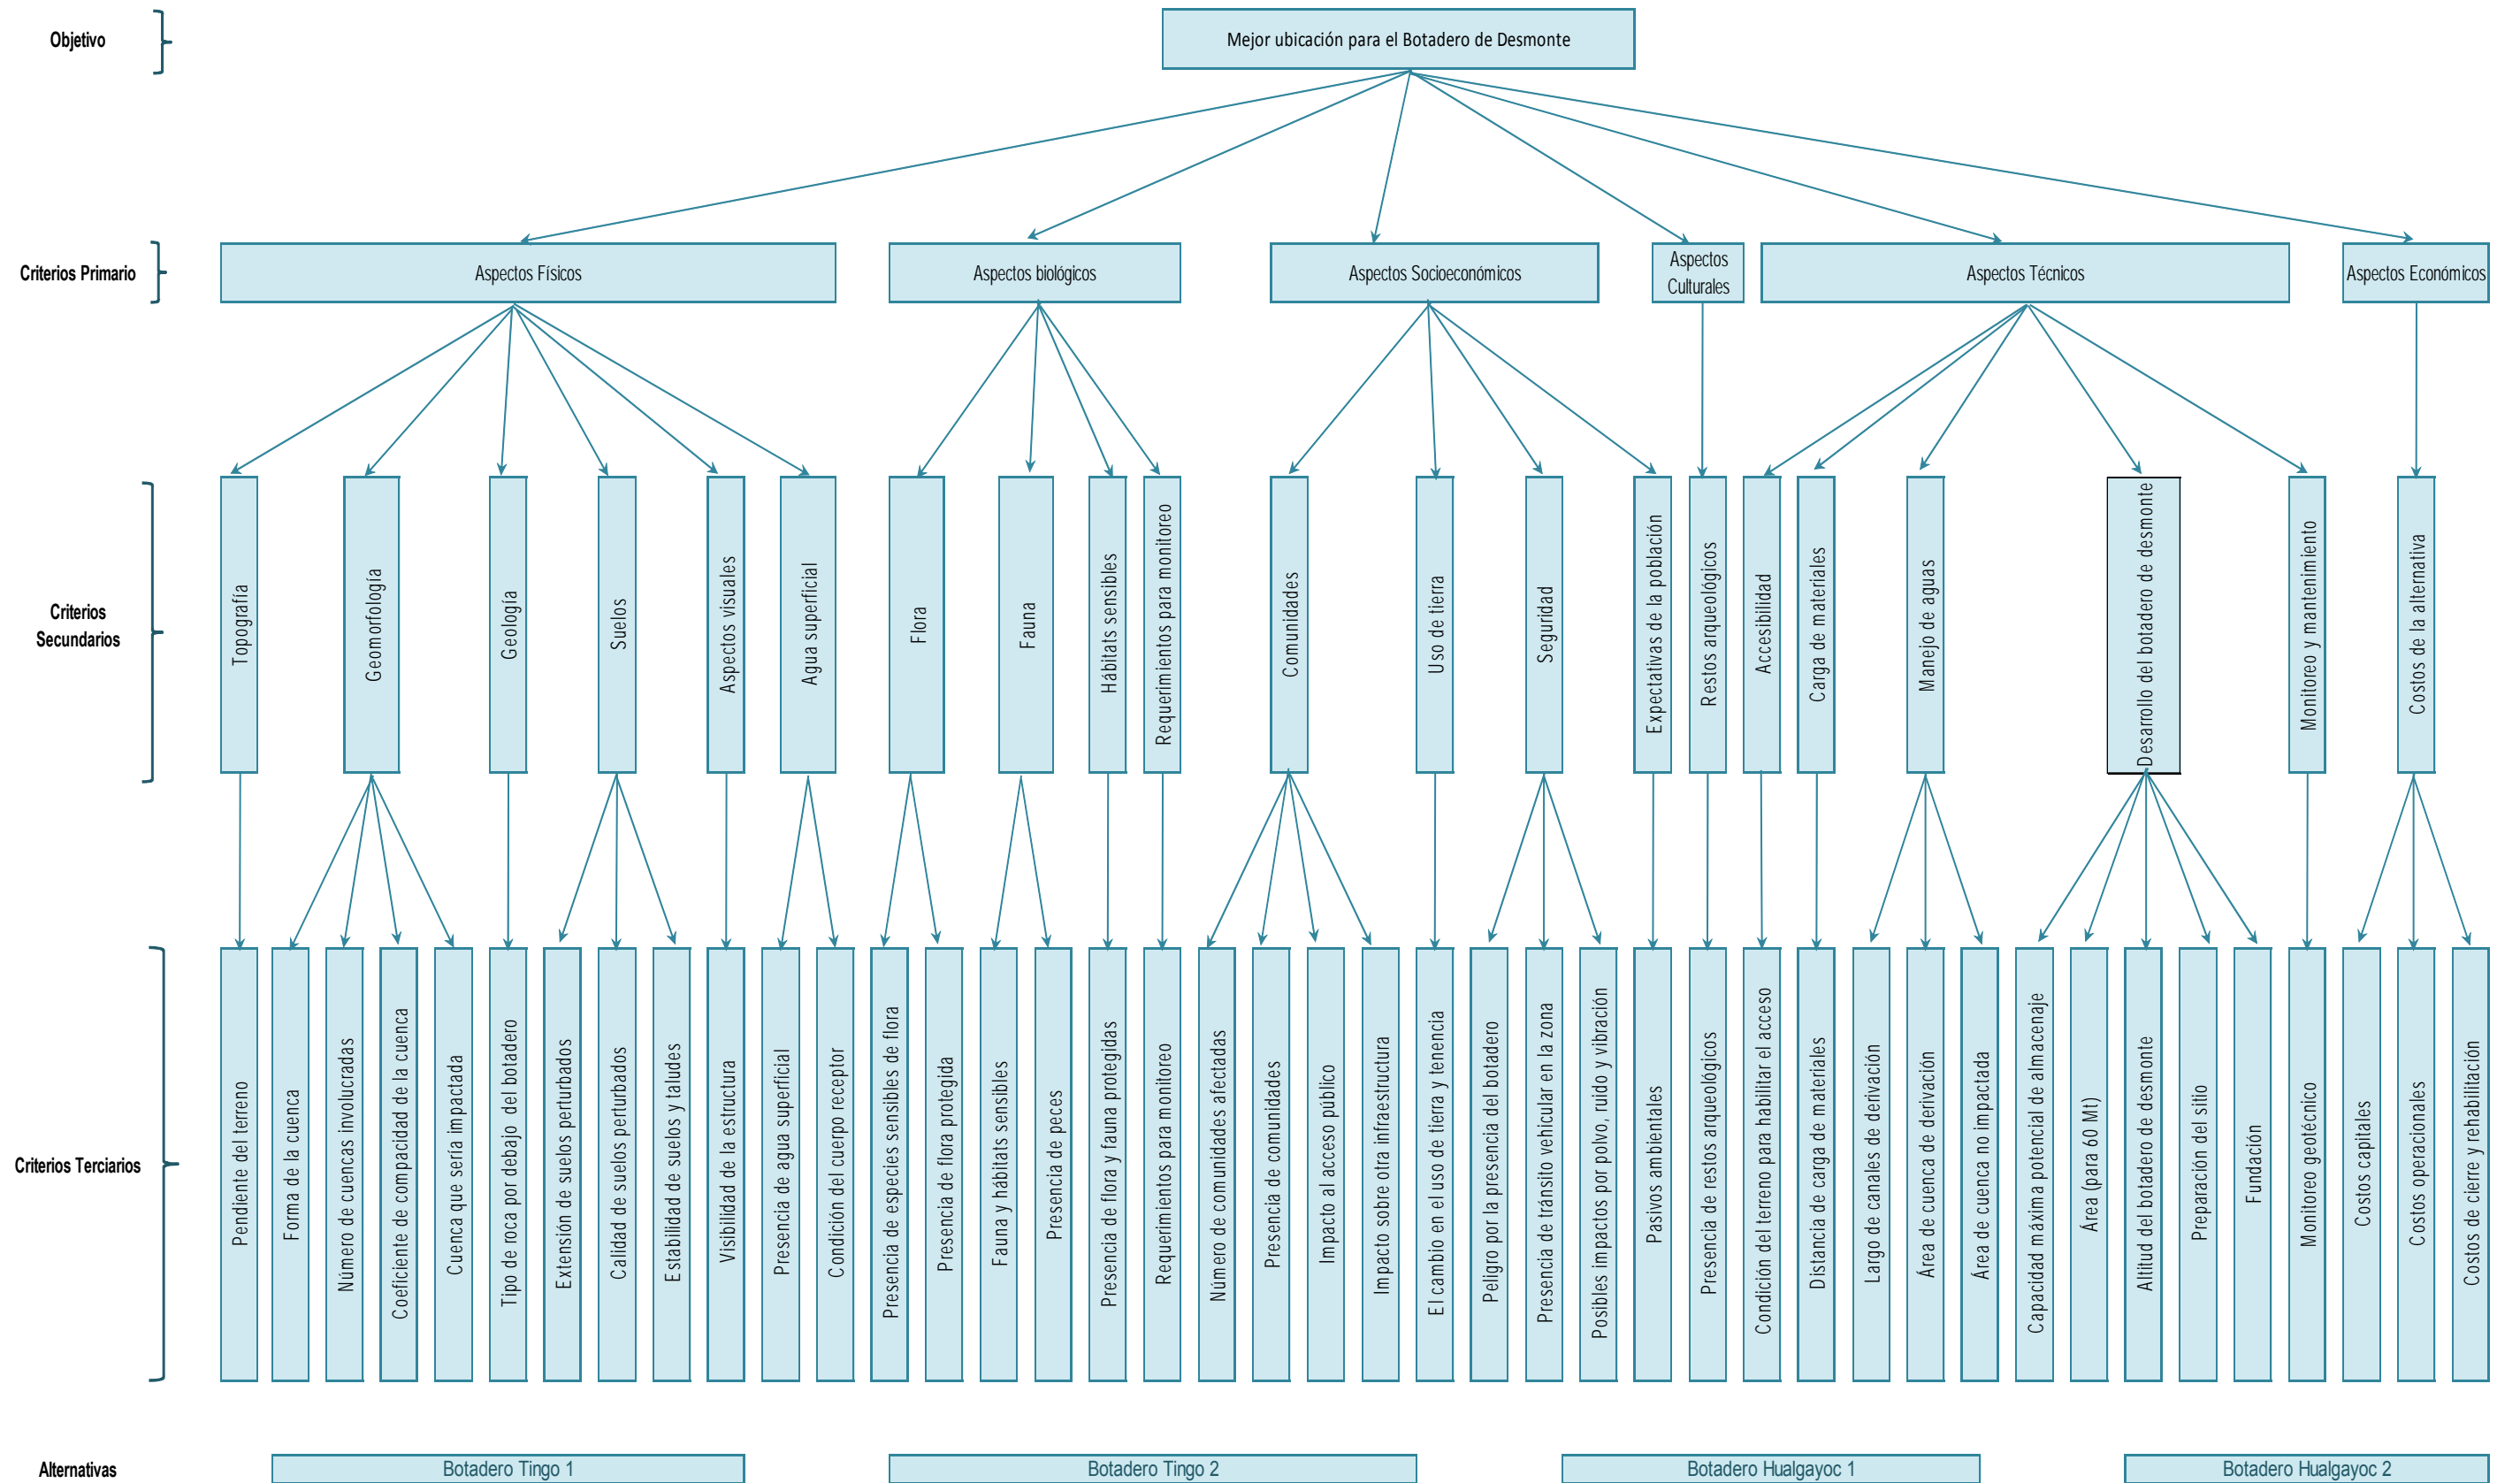 Objetivo
Mejor ubicación para el Botadero de Desmonte
Criterios Primario
Aspectos Físicos
Aspectos biológicos
Aspectos Socioeconómicos
Aspectos
Culturales
Aspectos Técnicos
Aspectos Económicos
Criterios
Secundarios
Topografía
Geomorfología
Geología
Suelos
Aspectos visuales
Agua superficial
Flora
Fauna
Hábitats sensibles
Requerimientos para monitoreo
Comunidades
Uso de tierra
Seguridad
Expectativas de la población
Restos arqueológicos
Accesibilidad
Carga de materiales
Manejo de aguas
Desarrollo del botadero de desmonte
Monitoreo y mantenimiento
Costos de la alternativa
Criterios Terciarios
Pendiente del terreno
Forma de la cuenca
Número de cuencas involucradas
Coeficiente de compacidad de la cuenca
Cuenca que sería impactada
Tipo de roca por debajo del botadero
Extensión de suelos perturbados
Calidad de suelos perturbados
Estabilidad de suelos y taludes
Visibilidad de la estructura
Presencia de agua superficial
Condición del cuerpo receptor
Presencia de especies sensibles de flora
Presencia de flora protegida
Fauna y hábitats sensibles
Presencia de peces
Presencia de flora y fauna protegidas
Requerimientos para monitoreo
Número de comunidades afectadas
Presencia de comunidades
Impacto al acceso público
Impacto sobre otra infraestructura
El cambio en el uso de tierra y tenencia
Peligro por la presencia del botadero
Presencia de tránsito vehicular en la zona
Posibles impactos por polvo, ruido y vibración
Pasivos ambientales
Presencia de restos arqueológicos
Condición del terreno para habilitar el acceso
Distancia de carga de materiales
Largo de canales de derivación
Área de cuenca de derivación
Área de cuenca no impactada
Capacidad máxima potencial de almacenaje
Área (para 60 Mt)
Altitud del botadero de desmonte
Preparación del sitio
Fundación
Monitoreo geotécnico
Costos capitales
Costos operacionales
Costos de cierre y rehabilitación
Alternativas
Botadero Tingo 1
Botadero Tingo 2
Botadero Hualgayoc 1
Botadero Hualgayoc 2